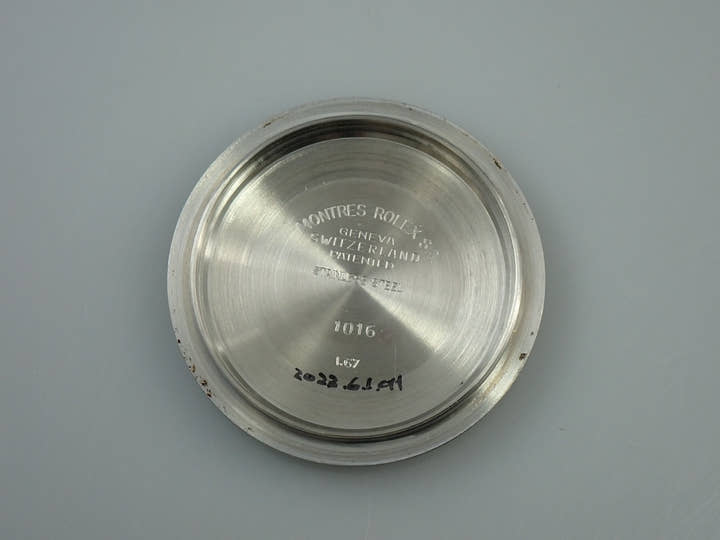 MONTRES ROLEX S.A
GENEVA
SWITZERLAND
PATENTED
STAINLESS STEEL
1016
I.67
2022.6.1